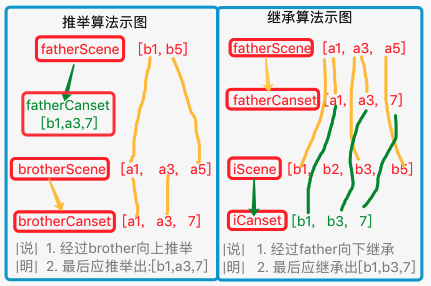 推举算法示图
fatherScene [b1, b5]
fatherCanset
[b1,a3,7]
brotherScene [a1, a3, a5]
brotherCanset [a1, a3, 7]
|说| 1. 经过brother向上推举
|明| 2. 最后应推举出:[b1,a3,7]
继承算法示图
fatherScene [a1, a3, a5]
fatherCanset [a1, a3, 7]
iScene [b1, b2, b3, b5]
iCanset [b1, b3, 7]
|说| 1. 经过father向下继承
|明| 2. 最后应继承出[b1,b3,7]